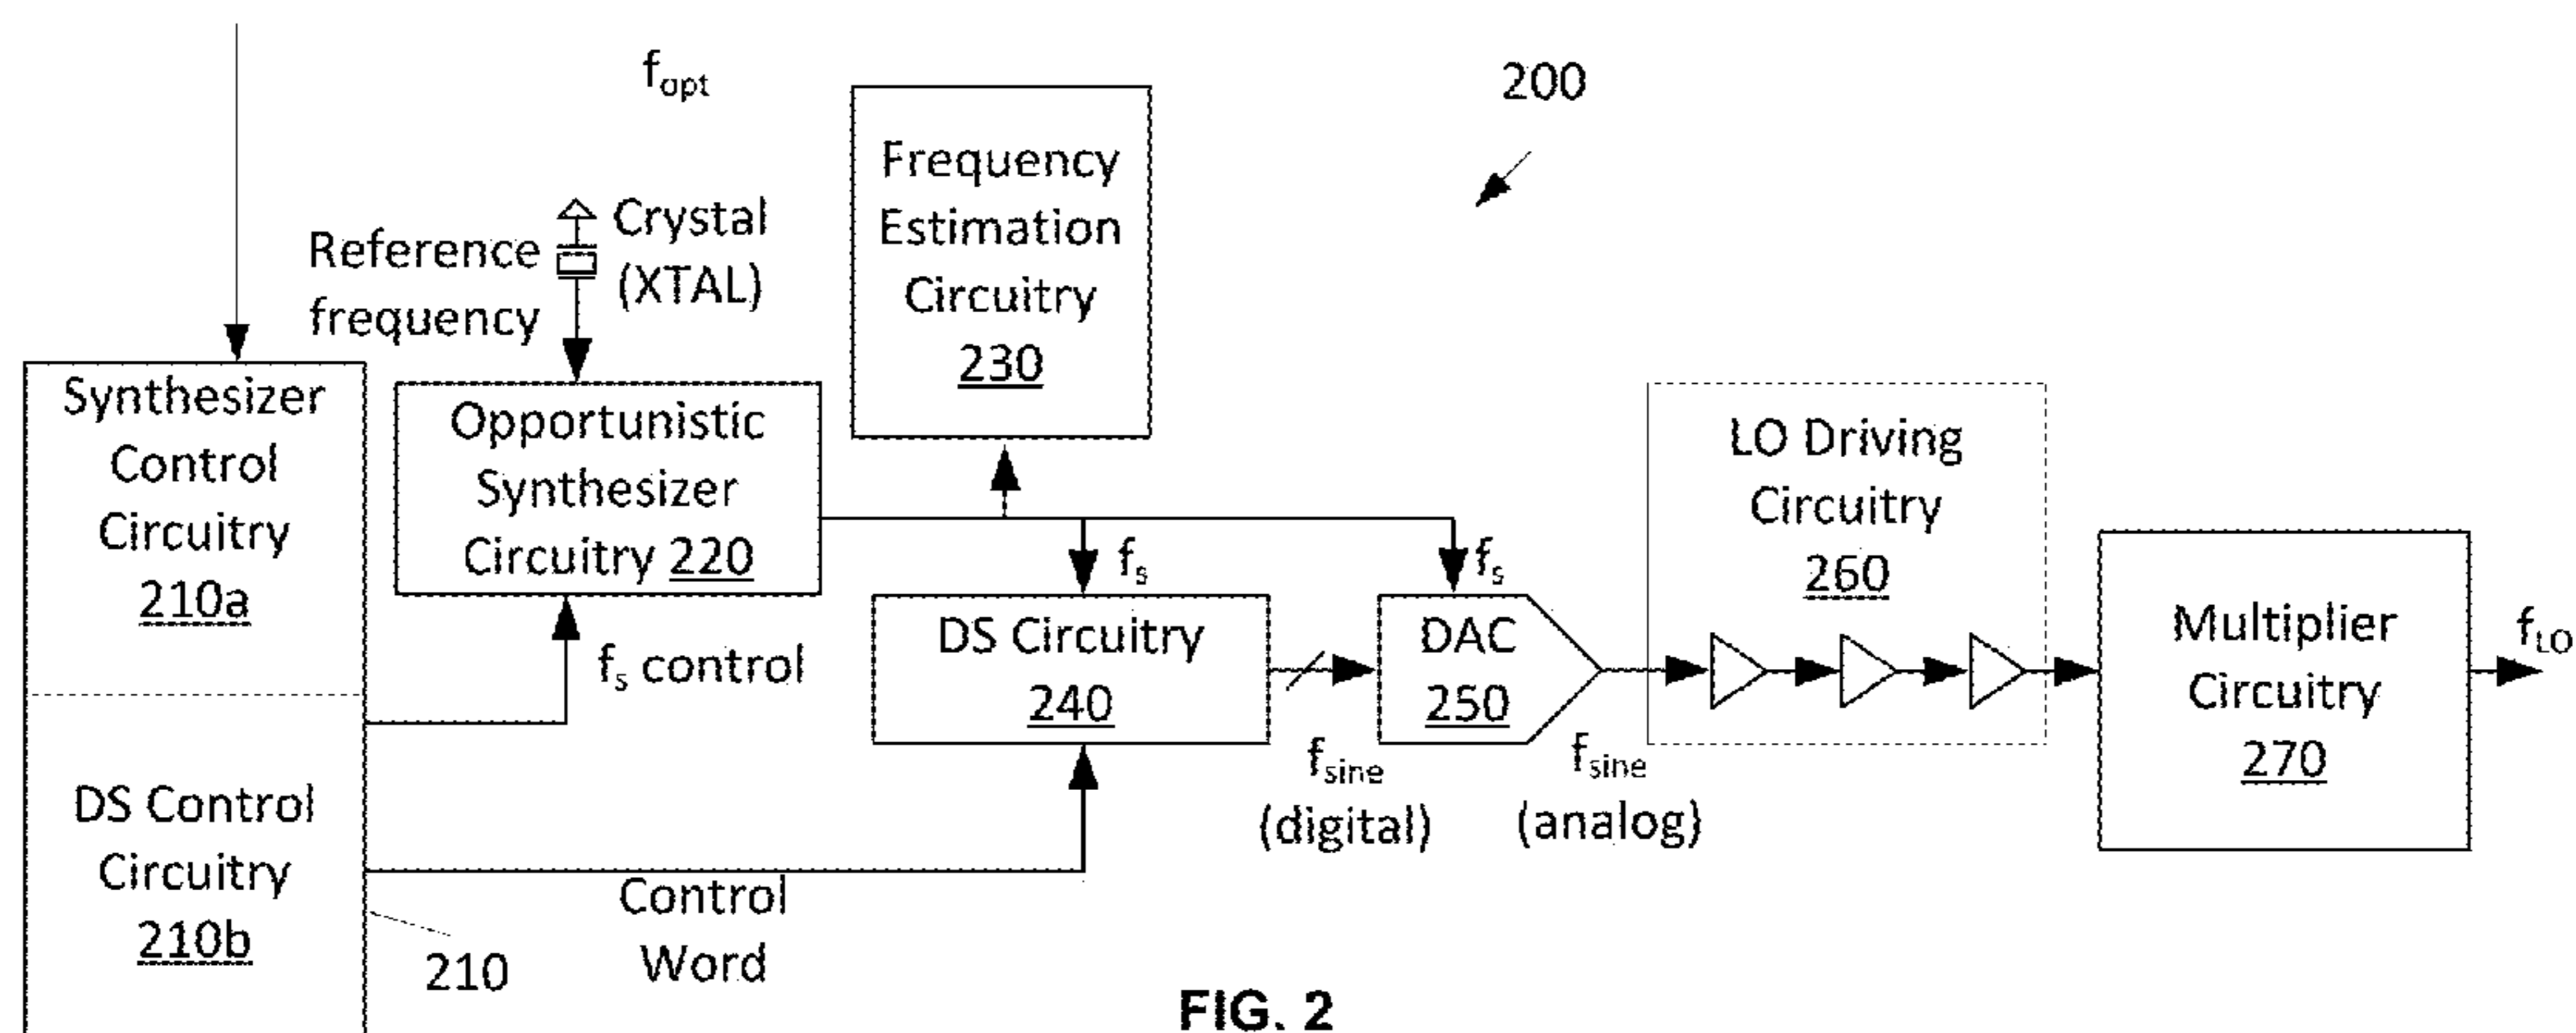 f_opt
200
Frequency
Estimation
Circuitry
230
Crystal
(XTAL)
Reference
frequency
Synthesizer
Control
Circuitry
210a
Opportunistic
Synthesizer
Circuitry 220
LO Driving
Circuitry
260
f_s
f_s
f_s control
DS Circuitry
240
DAC
250
Multiplier
Circuitry
270
f_LO
f_sine
(digital)
f_sine
(analog)
DS Control
Circuitry
210b
Control
Word
210
FIG. 2